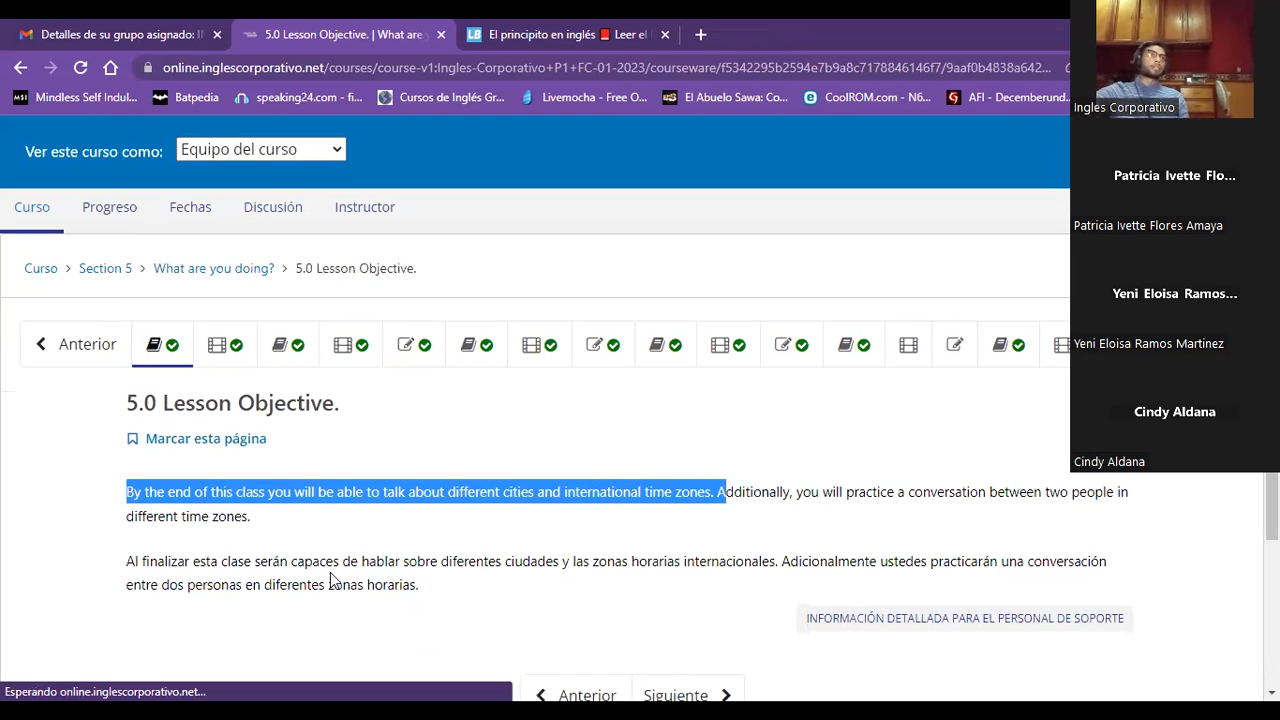 Detalles de su grupo asignado: I
5.0 Lesson Objective. | What are y
LB El principito en inglés Leer el
online.inglescorporativo.net/courses/course-v1:Ingles-Corporativo+P1+FC-01-2023/courseware/f5342295b2594e7b9a8c7178846146f7/9aaf0b4838a642...
Mindless Self Indul...
Batpedia
speaking24.com - fi...
Cursos de Inglés Gr...
Livemocha - Free O...
El Abuelo Sawa: Co...
CoolROM.com - N6...
AFI - Decemberund...
Ingles Corporativo
Ver este curso como: Equipo del curso
Patricia Ivette Flo...
Patricia Ivette Flores Amaya
Curso Progreso Fechas Discusión Instructor
Curso > Section 5 > What are you doing? > 5.0 Lesson Objective.
Yeni Eloisa Ramos...
Yeni Eloisa Ramos Martinez
Anterior
5.0 Lesson Objective.
Cindy Aldana
Marcar esta página
Cindy Aldana
By the end of this class you will be able to talk about different cities and international time zones. Additionally, you will practice a conversation between two people in
different time zones.
Al finalizar esta clase serán capaces de hablar sobre diferentes ciudades y las zonas horarias internacionales. Adicionalmente ustedes practicarán una conversación
entre dos personas en diferentes zonas horarias.
INFORMACIÓN DETALLADA PARA EL PERSONAL DE SOPORTE
Esperando online.inglescorporativo.net...
Anterior Siguiente